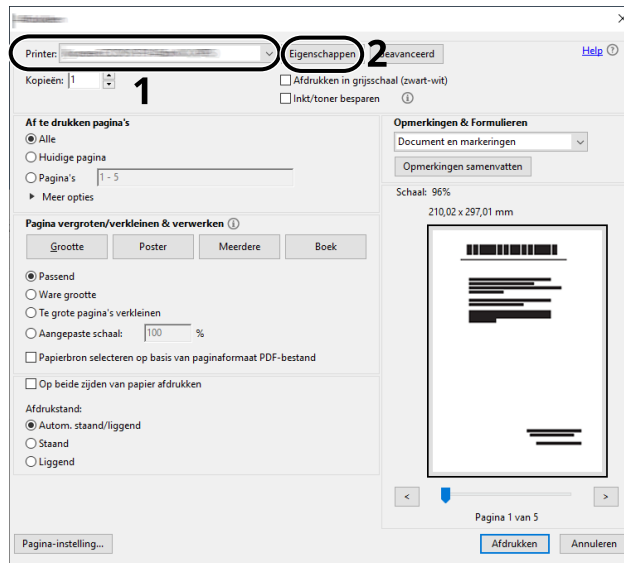 Printer:
Eigenschappen
2
Geavanceerd
Help
Kopieën:
1
1
Afdrukken in grijsschaal (zwart-wit)
Inkt/toner besparen
Af te drukken pagina's
Alle
Huidige pagina
Pagina's
1 - 5
Meer opties
Pagina vergroten/verkleinen & verwerken
Grootte
Poster
Meerdere
Boek
Passend
Ware grootte
Te grote pagina's verkleinen
Aangepaste schaal:
100
%
Papierbron selecteren op basis van paginaformaat PDF-bestand
Op beide zijden van papier afdrukken
Afdrukstand:
Autom. staand/liggend
Staand
Liggend
Opmerkingen & Formulieren
Document en markeringen
Opmerkingen samenvatten
Schaal: 96%
210,02 x 297,01 mm
<
>
Pagina 1 van 5
Pagina-instelling...
Afdrukken
Annuleren